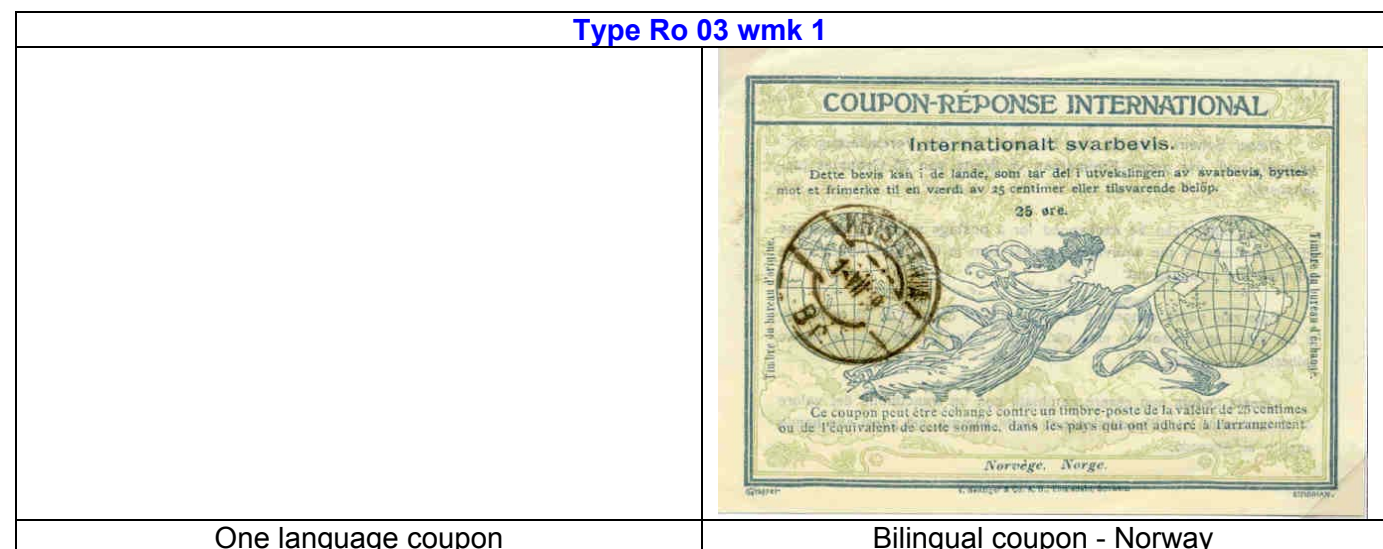 Type Ro 03 wmk 1
COUPON-RÉPONSE INTERNATIONAL
Internationalt svarbevis.
Dette bevis kan i de lande, som tar del i utvekslingen av svarbevis, byttes
mot et frimerke til en værdi av 25 centimer eller tilsvarende beløp.
25 øre.
Timbre du bureau d'origine.
Timbre du bureau d'échange.
Ce coupon peut être échangé contre un timbre-poste de la valeur de 25 centimes
ou de l'équivalent de cette somme, dans les pays qui ont adhéré à l'arrangement.
Norvège. Norge.
One language coupon
Bilingual coupon - Norway